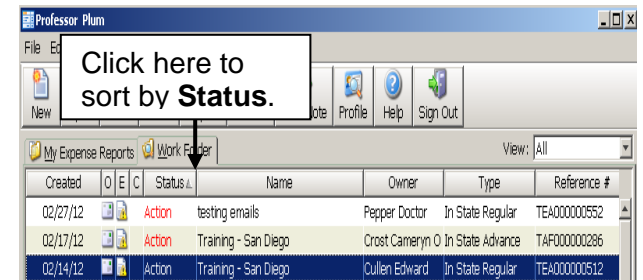 Professor Plum
File
Click here to
sort by Status.
New Profile Help Sign Out
My Expense Reports Work Folder View: All
Created O E C Status Name Owner Type Reference #
02/27/12 Action testing emails Pepper Doctor In State Regular TEA000000552
02/17/12 Action Training - San Diego Crost Cameryn O In State Advance TAF000000286
02/14/12 Action Training - San Diego Cullen Edward In State Regular TEA000000512